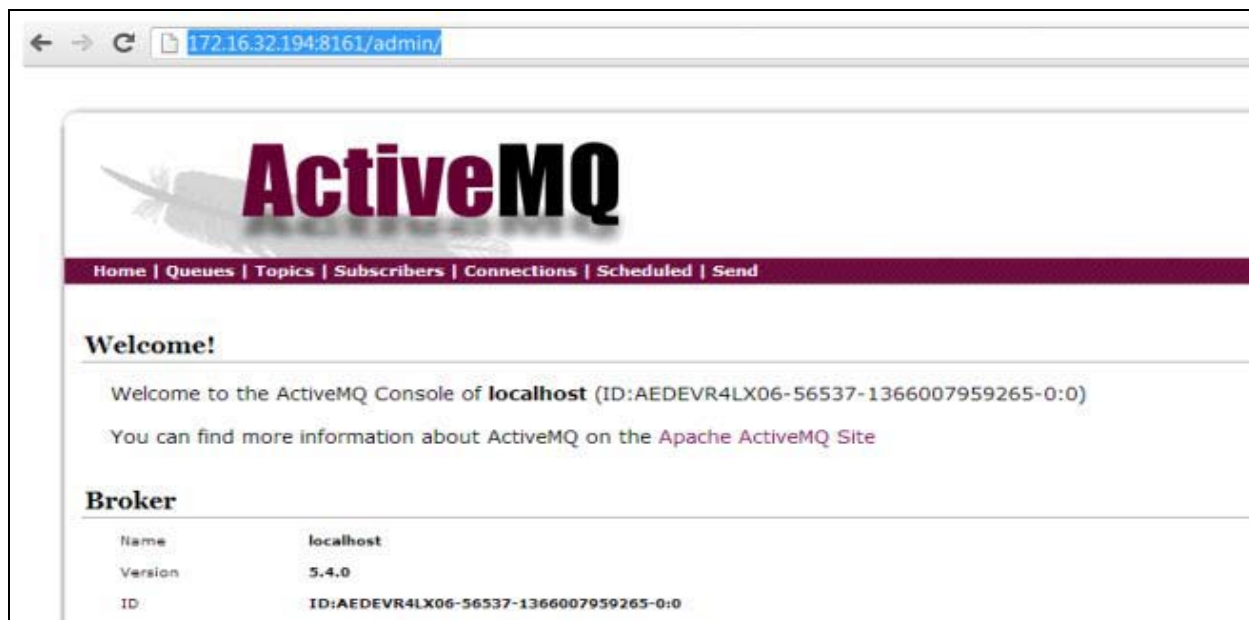 172.16.32.194:8161/admin/
ActiveMQ
Home | Queues | Topics | Subscribers | Connections | Scheduled | Send
Welcome!
Welcome to the ActiveMQ Console of localhost (ID:AEDEVR4LX06-56537-1366007959265-0:0)
You can find more information about ActiveMQ on the Apache ActiveMQ Site
Broker
Name localhost
Version 5.4.0
ID ID:AEDEVR4LX06-56537-1366007959265-0:0